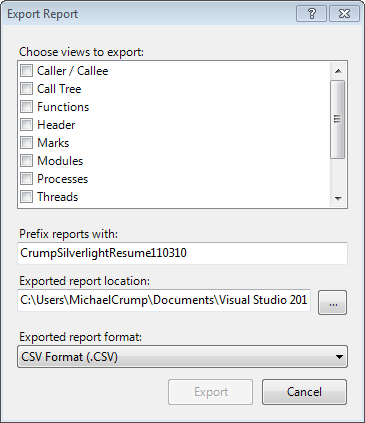 Export Report
Choose views to export:
Caller / Callee
Call Tree
Functions
Header
Marks
Modules
Processes
Threads
Prefix reports with:
CrumpSilverlightResume110310
Exported report location:
C:\Users\MichaelCrump\Documents\Visual Studio 201
...
Exported report format:
CSV Format (.CSV)
Export Cancel